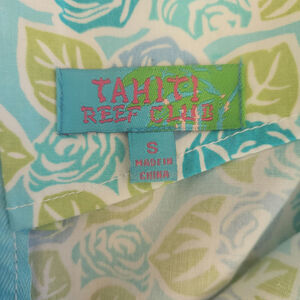 TAHITI
REEF CLUB
S
MADE IN
CHINA